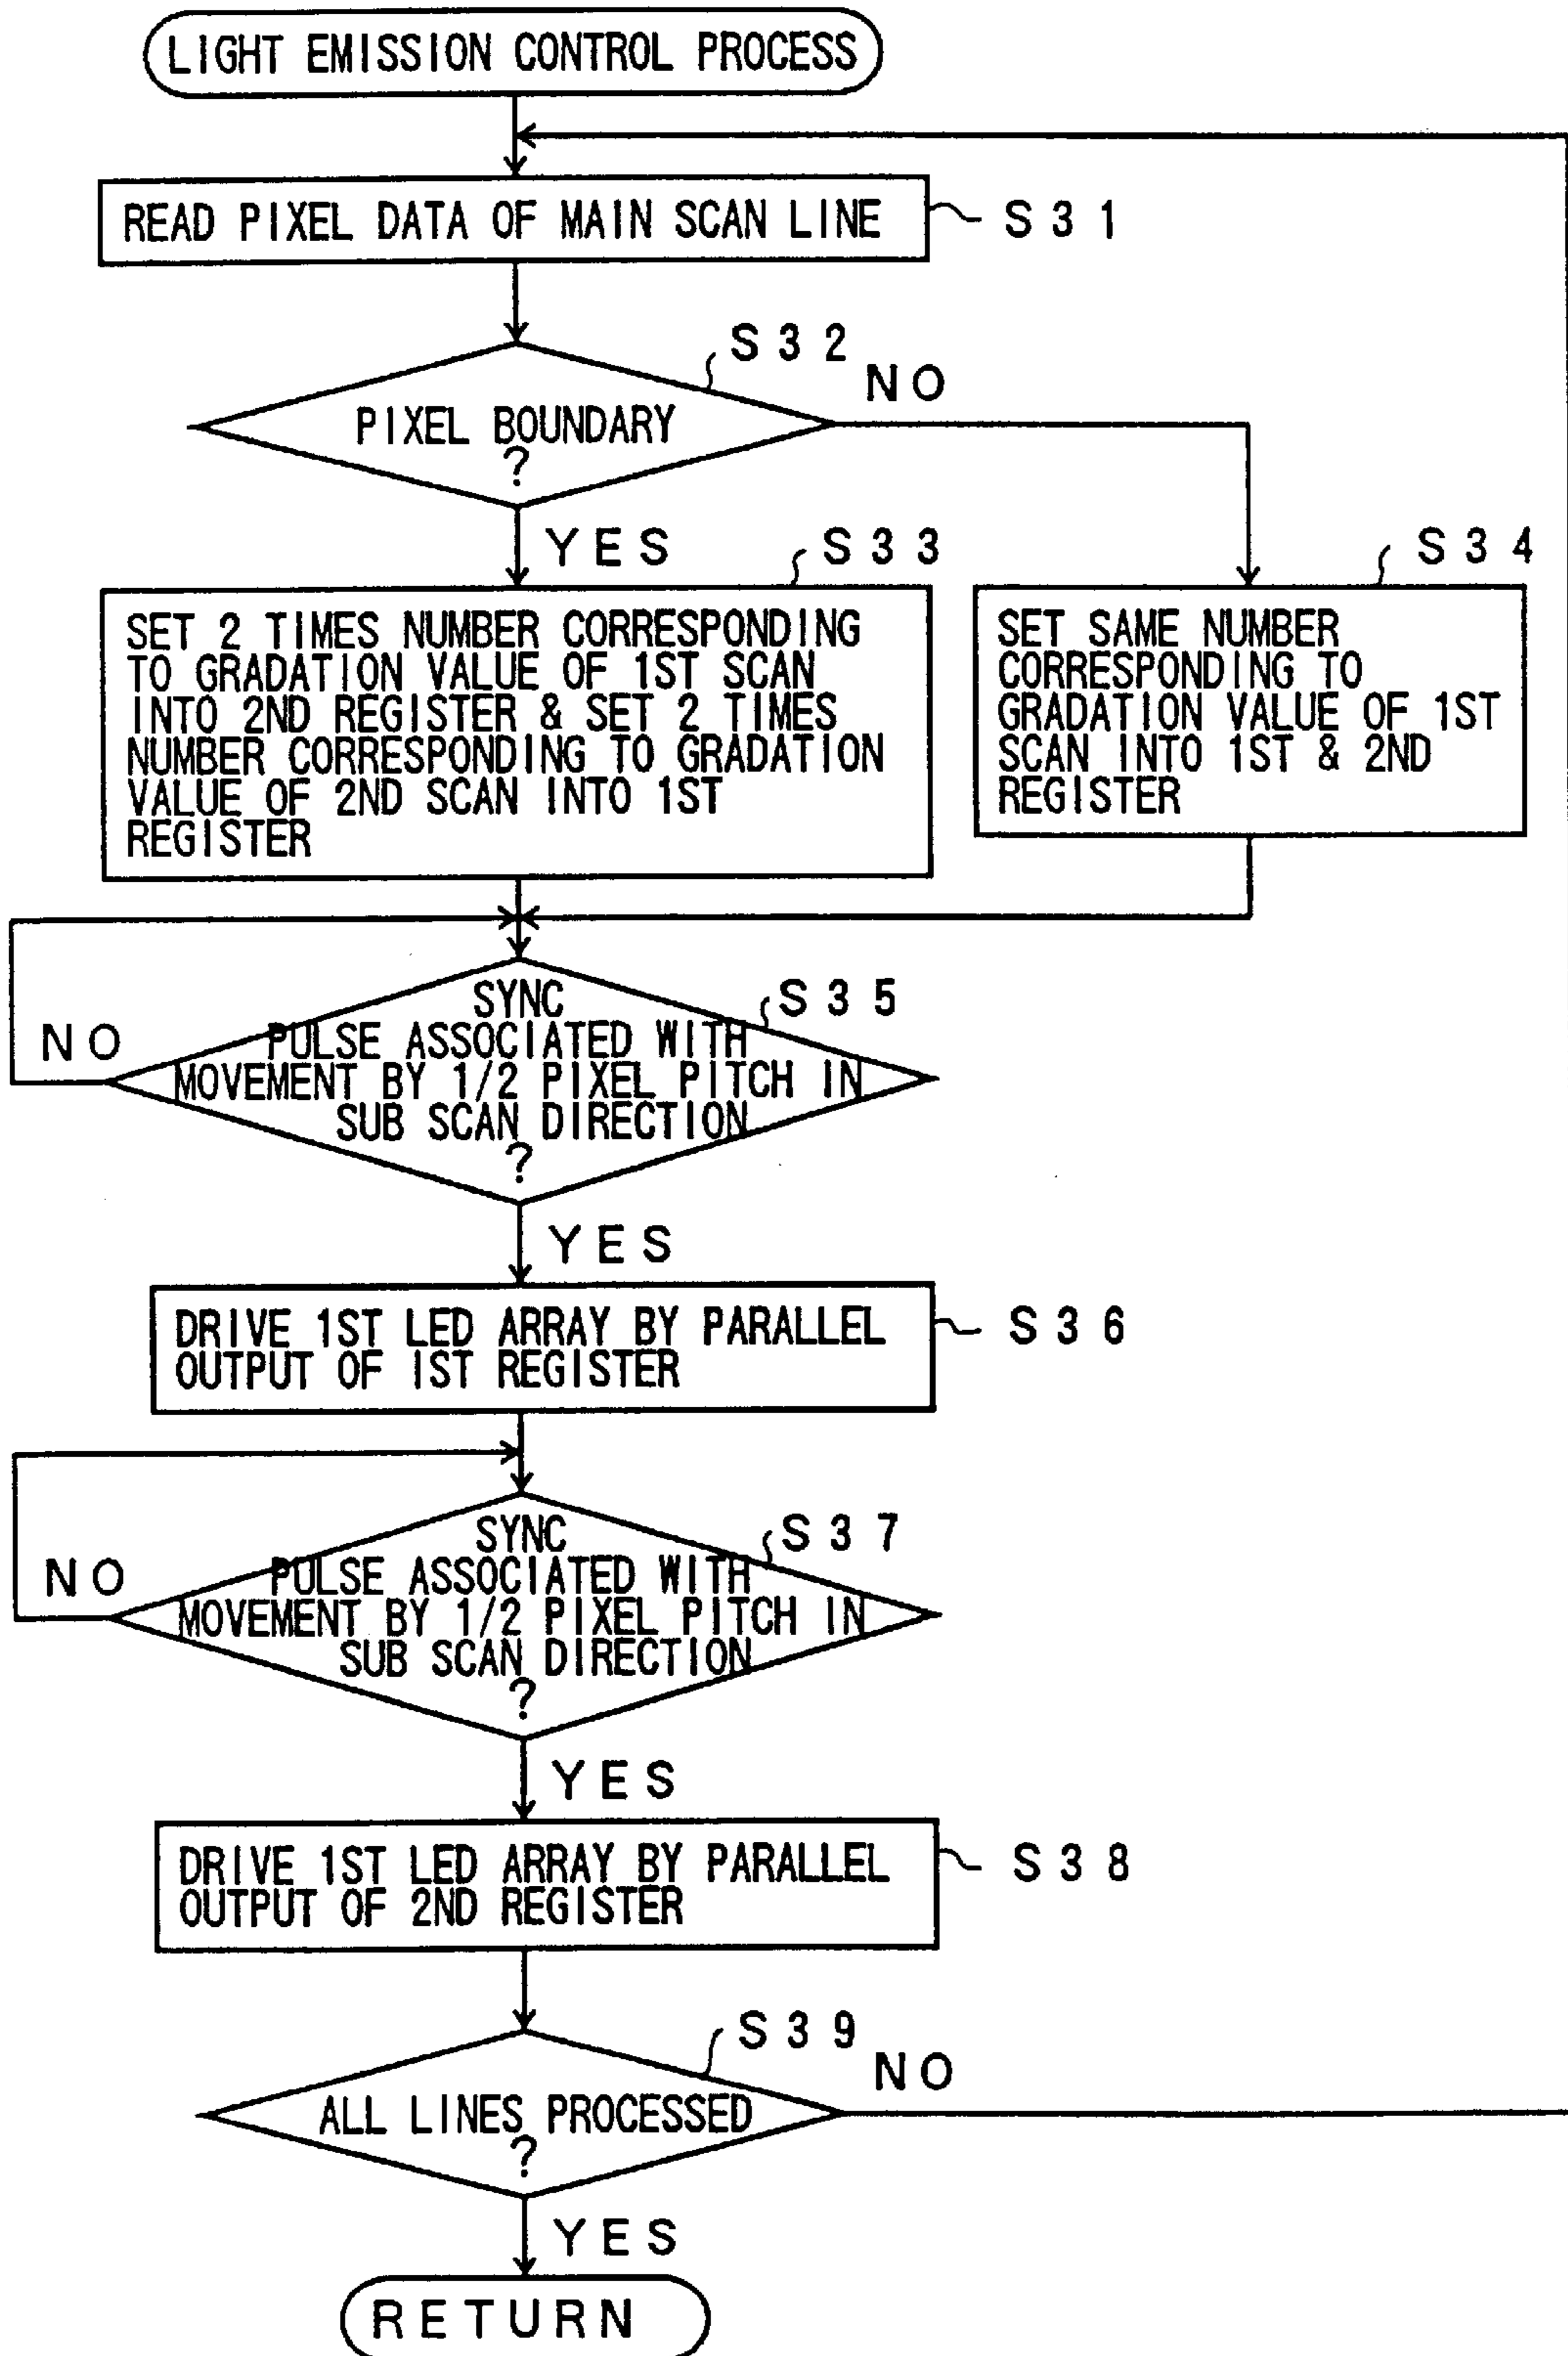 LIGHT EMISSION CONTROL PROCESS
READ PIXEL DATA OF MAIN SCAN LINE
S31
S32
NO
PIXEL BOUNDARY
?
YES
S33
S34
SET 2 TIMES NUMBER CORRESPONDING
TO GRADATION VALUE OF 1ST SCAN
INTO 2ND REGISTER & SET 2 TIMES
NUMBER CORRESPONDING TO GRADATION
VALUE OF 2ND SCAN INTO 1ST
REGISTER
SET SAME NUMBER
CORRESPONDING TO
GRADATION VALUE OF 1ST
SCAN INTO 1ST & 2ND
REGISTER
S35
NO
SYNC
PULSE ASSOCIATED WITH
MOVEMENT BY 1/2 PIXEL PITCH IN
SUB SCAN DIRECTION
?
YES
DRIVE 1ST LED ARRAY BY PARALLEL
OUTPUT OF IST REGISTER
S36
S37
NO
SYNC
PULSE ASSOCIATED WITH
MOVEMENT BY 1/2 PIXEL PITCH IN
SUB SCAN DIRECTION
?
YES
DRIVE 1ST LED ARRAY BY PARALLEL
OUTPUT OF 2ND REGISTER
S38
S39
NO
ALL LINES PROCESSED
?
YES
RETURN